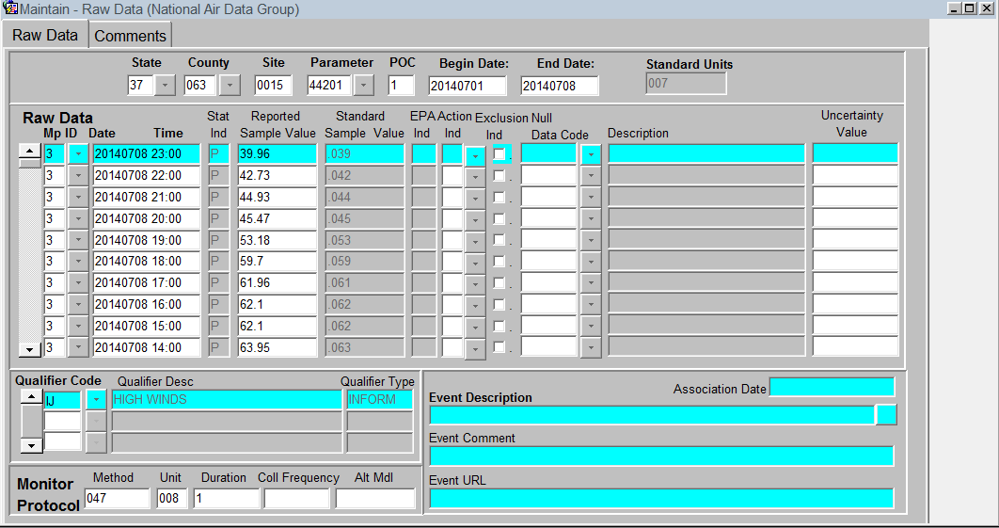 Maintain - Raw Data (National Air Data Group)
Raw Data Comments
State County Site Parameter POC Begin Date: End Date: Standard Units
37 063 0015 44201 1 20140701 20140708 007
Raw Data Stat Reported Standard EPA Action Exclusion Null Uncertainty
Mp ID Date Time Ind Sample Value Sample Value Ind Ind Ind Data Code Description Value
3 20140708 23:00 P 39.96 .039
3 20140708 22:00 P 42.73 .042
3 20140708 21:00 P 44.93 .044
3 20140708 20:00 P 45.47 .045
3 20140708 19:00 P 53.18 .053
3 20140708 18:00 P 59.7 .059
3 20140708 17:00 P 61.96 .061
3 20140708 16:00 P 62.1 .062
3 20140708 15:00 P 62.1 .062
3 20140708 14:00 P 63.95 .063
Qualifier Code Qualifier Desc Qualifier Type
IJ HIGH WINDS INFORM
Association Date
Event Description
Event Comment
Event URL
Monitor Protocol
Method Unit Duration Coll Frequency Alt Mdl
047 008 1